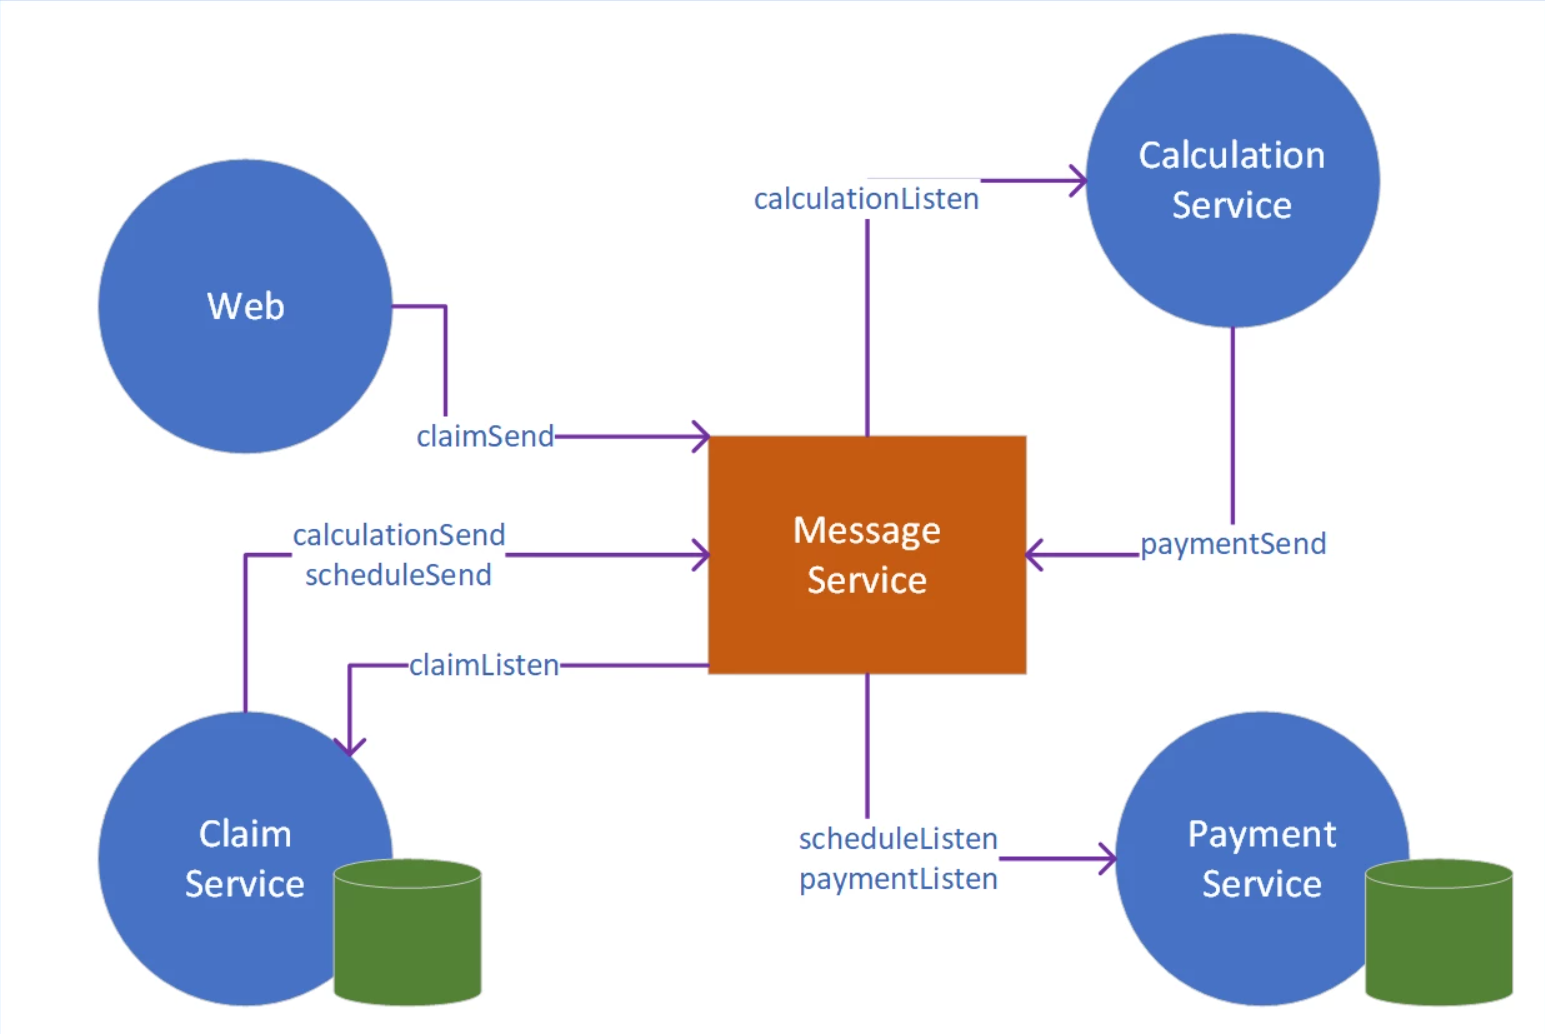 Calculation
Service
calculationListen
Web
claimSend
calculationSend
scheduleSend
Message
Service
paymentSend
claimListen
Claim
Service
scheduleListen
paymentListen
Payment
Service